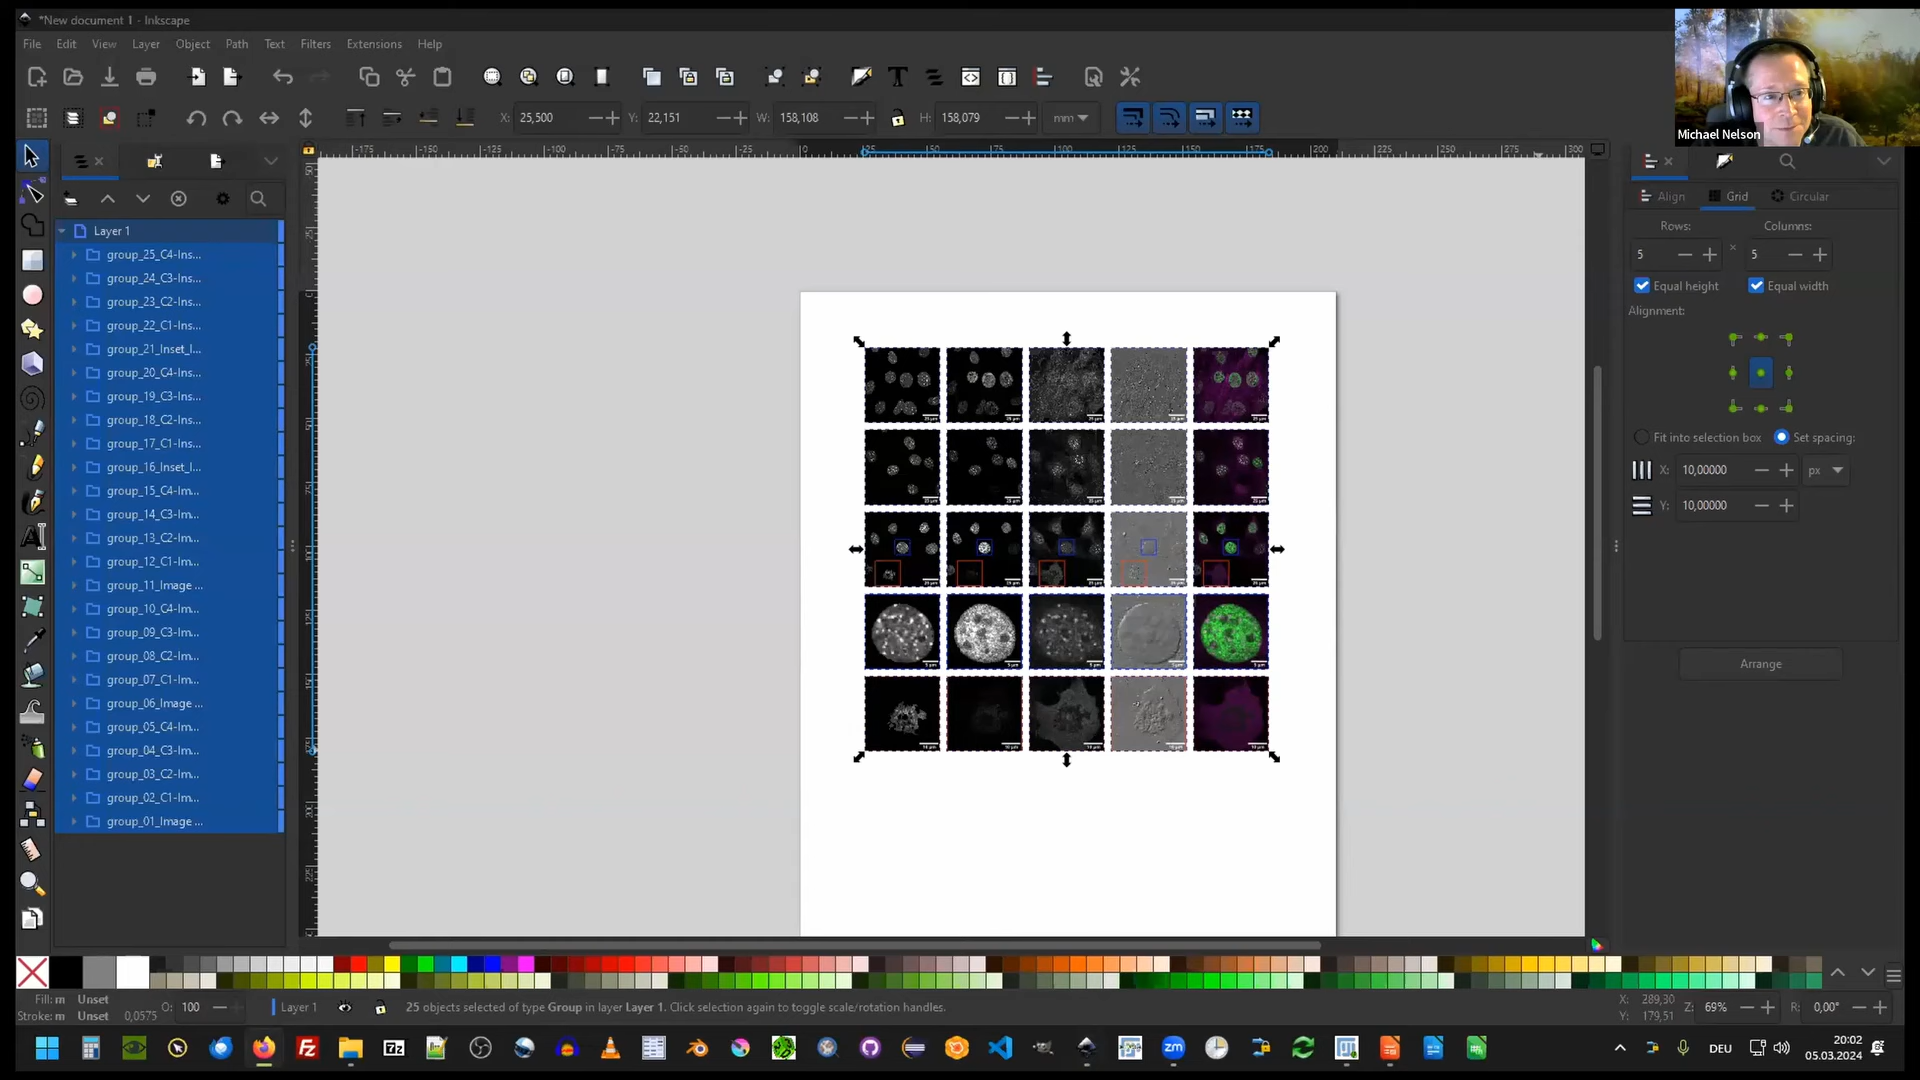 *New document 1 - Inkscape
File Edit View Layer Object Path Text Filters Extensions Help
X: 25,500 Y: 22,151 W: 158,108 H: 158,079 mm
Michael Nelson
Layer 1
group_25_C4-Ins...
group_24_C3-Ins...
group_23_C2-Ins...
group_22_C1-Ins...
group_21_Inset_I...
group_20_C4-Im...
group_19_C3-Im...
group_18_C2-Im...
group_17_C1-Ins...
group_16_Inset_I...
group_15_C4-Im...
group_14_C3-Im...
group_13_C2-Im...
group_12_C1-Im...
group_11_Image ...
group_10_C4-Im...
group_09_C3-Im...
group_08_C2-Im...
group_07_C1-Im...
group_06_Image ...
group_05_C4-Im...
group_04_C3-Im...
group_03_C2-Im...
group_02_C1-Im...
group_01_Image ...
Align Grid Circular
Rows: Columns:
5 × 5
Equal height Equal width
Alignment:
Fit into selection box Set spacing:
X: 10,00000 px
Y: 10,00000
Arrange
Fill: m Unset
Stroke: m Unset 0,0575
O: 100
Layer 1
25 objects selected of type Group in layer Layer 1. Click selection again to toggle scale/rotation handles.
X: 289,30
Y: 179,51
Z: 69%
R: 0,00°
DEU
20:02
05.03.2024